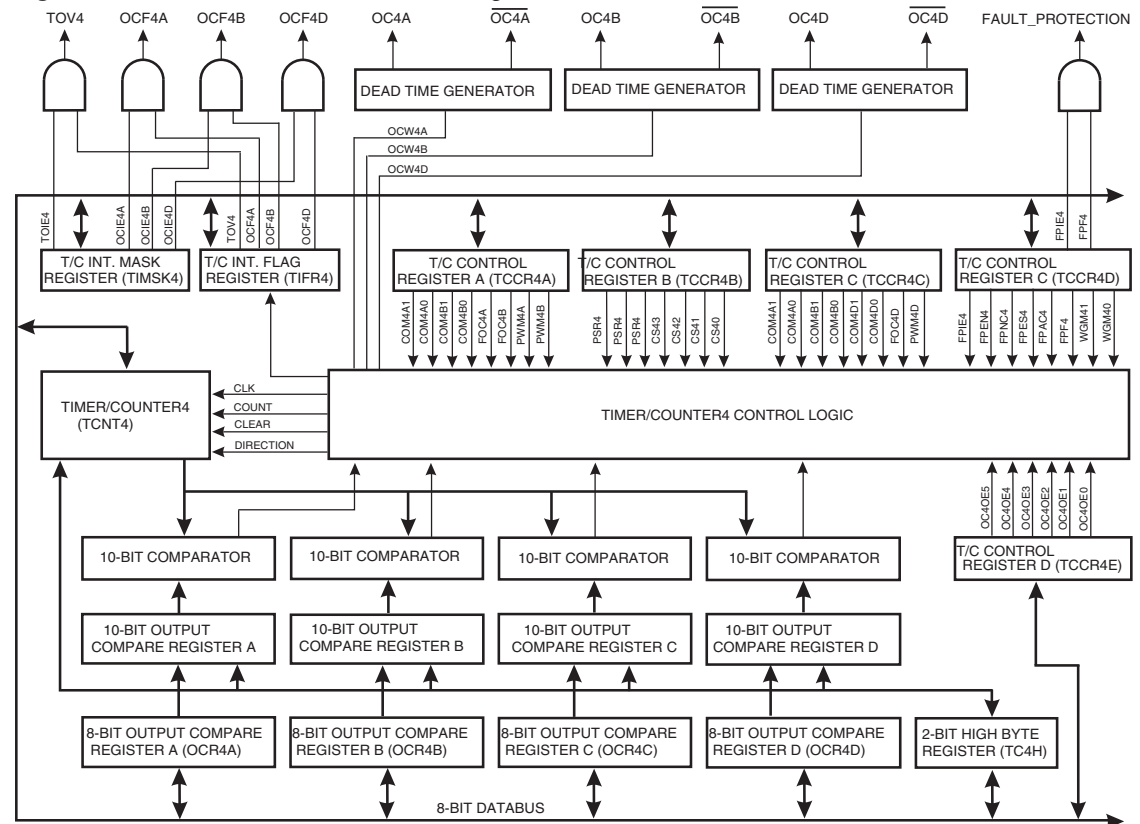 TOV4 OCF4A OCF4B OCF4D OC4A OC4A OC4B OC4B OC4D OC4D FAULT_PROTECTION
DEAD TIME GENERATOR
DEAD TIME GENERATOR
DEAD TIME GENERATOR
OCW4A
OCW4B
OCW4D
TOIE4
OCIE4A
OCIE4B
OCIE4D
TOV4
OCF4A
OCF4B
OCF4D
FPIE4
FPF4
T/C INT. MASK
REGISTER (TIMSK4)
T/C INT. FLAG
REGISTER (TIFR4)
T/C CONTROL
REGISTER A (TCCR4A)
T/C CONTROL
REGISTER B (TCCR4B)
T/C CONTROL
REGISTER C (TCCR4C)
T/C CONTROL
REGISTER C (TCCR4D)
COM4A1
COM4A0
COM4B1
COM4B0
FOC4A
FOC4B
PWM4A
PWM4B
PSR4
PSR4
PSR4
CS43
CS42
CS41
CS40
COM4A1
COM4A0
COM4B1
COM4B0
COM4D1
COM4D0
FOC4D
PWM4D
FPIE4
FPEN4
FPNC4
FPES4
FPAC4
FPF4
WGM41
WGM40
TIMER/COUNTER4
(TCNT4)
CLK
COUNT
CLEAR
DIRECTION
TIMER/COUNTER4 CONTROL LOGIC
OC4OE5
OC4OE4
OC4OE3
OC4OE2
OC4OE1
OC4OE0
10-BIT COMPARATOR
10-BIT COMPARATOR
10-BIT COMPARATOR
10-BIT COMPARATOR
T/C CONTROL
REGISTER D (TCCR4E)
10-BIT OUTPUT
COMPARE REGISTER A
10-BIT OUTPUT
COMPARE REGISTER B
10-BIT OUTPUT
COMPARE REGISTER C
10-BIT OUTPUT
COMPARE REGISTER D
8-BIT OUTPUT COMPARE
REGISTER A (OCR4A)
8-BIT OUTPUT COMPARE
REGISTER B (OCR4B)
8-BIT OUTPUT COMPARE
REGISTER C (OCR4C)
8-BIT OUTPUT COMPARE
REGISTER D (OCR4D)
2-BIT HIGH BYTE
REGISTER (TC4H)
8-BIT DATABUS